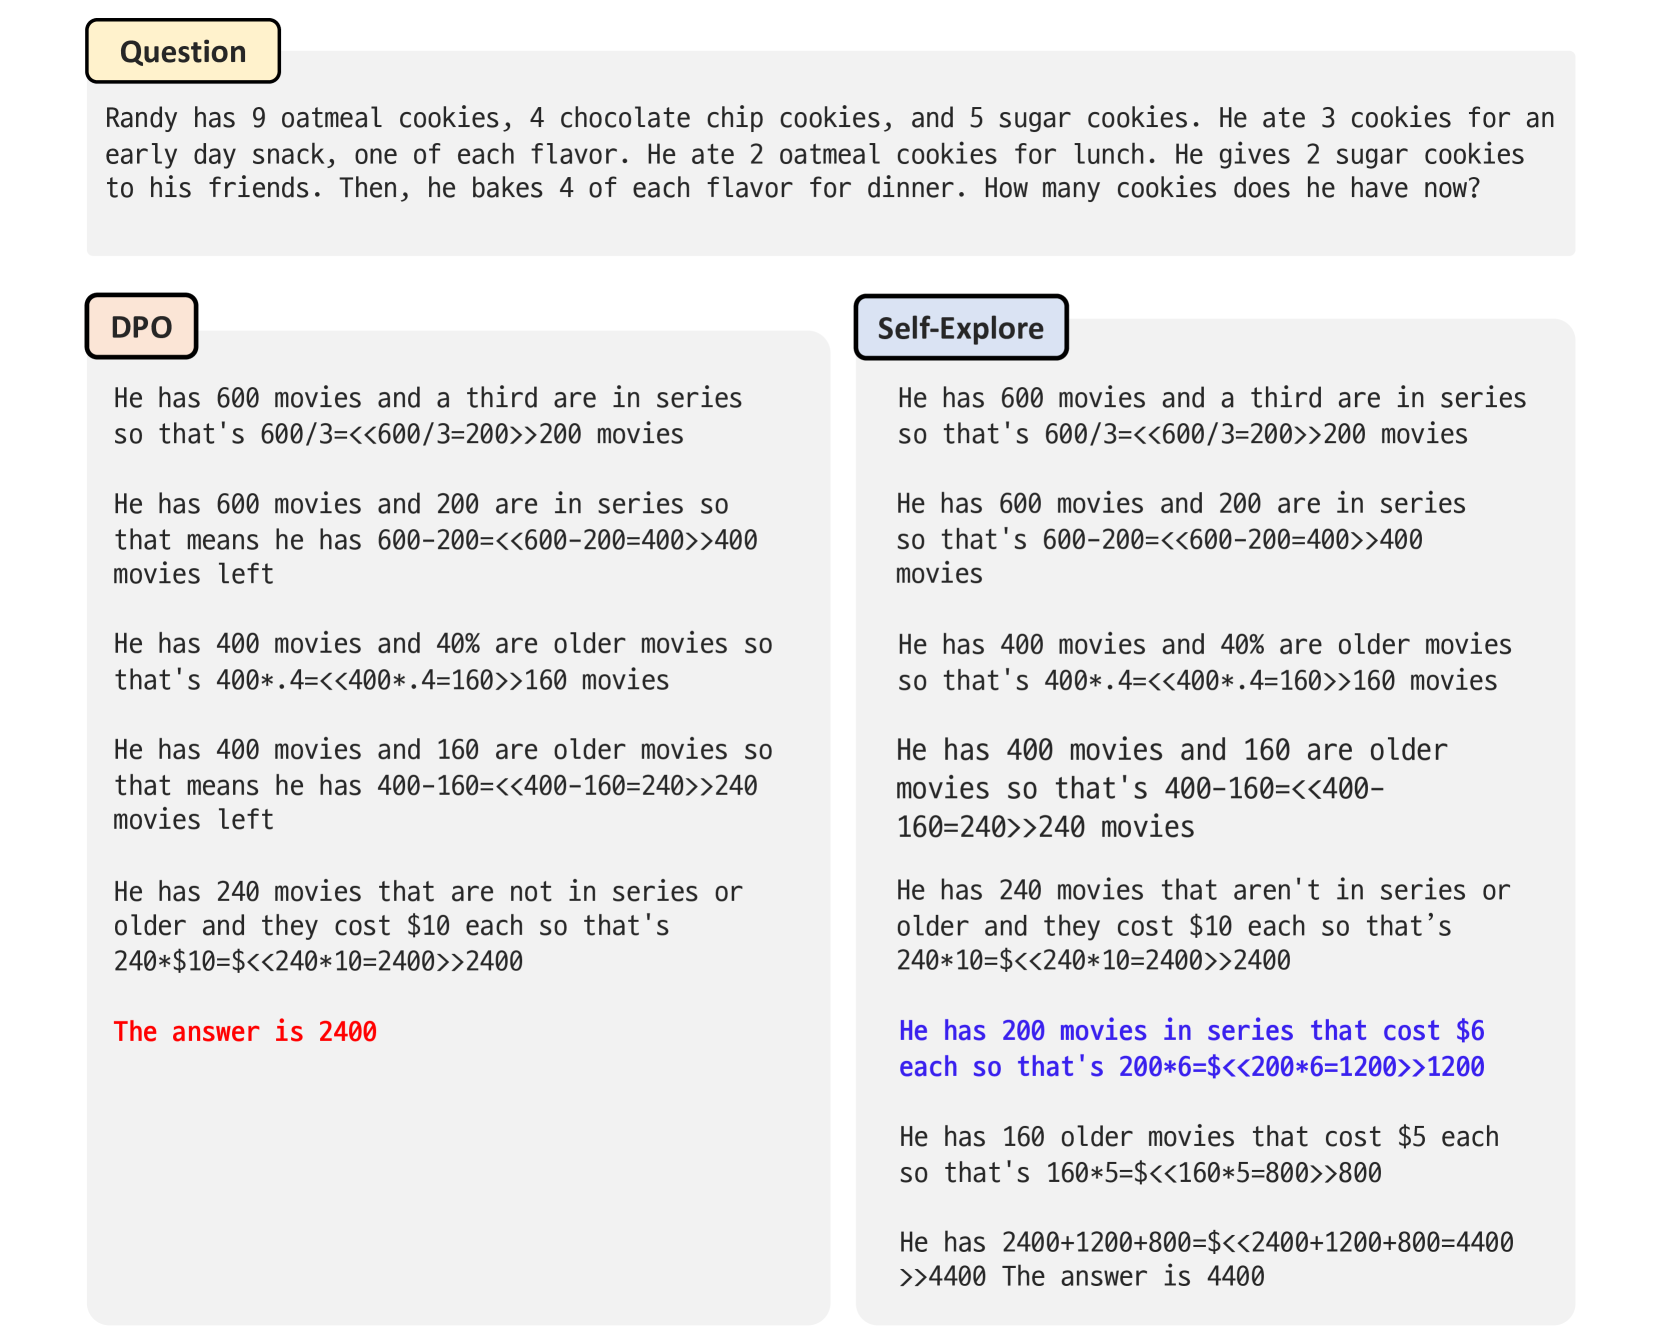 Question
Randy has 9 oatmeal cookies, 4 chocolate chip cookies, and 5 sugar cookies. He ate 3 cookies for an
early day snack, one of each flavor. He ate 2 oatmeal cookies for lunch. He gives 2 sugar cookies
to his friends. Then, he bakes 4 of each flavor for dinner. How many cookies does he have now?
DPO
He has 600 movies and a third are in series
so that's 600/3=<<600/3=200>>200 movies
He has 600 movies and 200 are in series so
that means he has 600-200=<<600-200=400>>400
movies left
He has 400 movies and 40% are older movies so
that's 400*.4=<<400*.4=160>>160 movies
He has 400 movies and 160 are older movies so
that means he has 400-160=<<400-160=240>>240
movies left
He has 240 movies that are not in series or
older and they cost $10 each so that's
240*$10=$<<240*10=2400>>2400
The answer is 2400
Self-Explore
He has 600 movies and a third are in series
so that's 600/3=<<600/3=200>>200 movies
He has 600 movies and 200 are in series
so that's 600-200=<<600-200=400>>400
movies
He has 400 movies and 40% are older movies
so that's 400*.4=<<400*.4=160>>160 movies
He has 400 movies and 160 are older
movies so that's 400-160=<<400-
160=240>>240 movies
He has 240 movies that aren't in series or
older and they cost $10 each so that’s
240*10=$<<240*10=2400>>2400
He has 200 movies in series that cost $6
each so that's 200*6=$<<200*6=1200>>1200
He has 160 older movies that cost $5 each
so that's 160*5=$<<160*5=800>>800
He has 2400+1200+800=$<<2400+1200+800=4400
>>4400 The answer is 4400